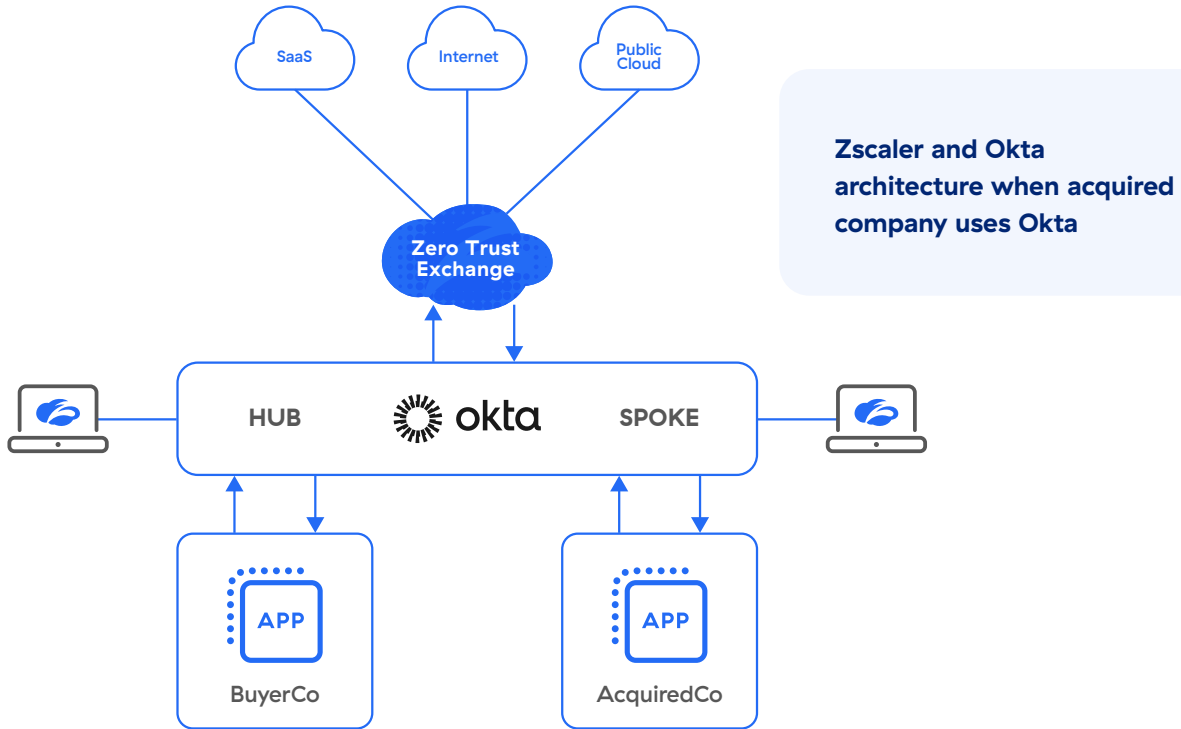 SaaS
Internet
Public
Cloud
Zscaler and Okta
architecture when acquired
company uses Okta
Zero Trust
Exchange
HUB
okta
SPOKE
APP
BuyerCo
APP
AcquiredCo